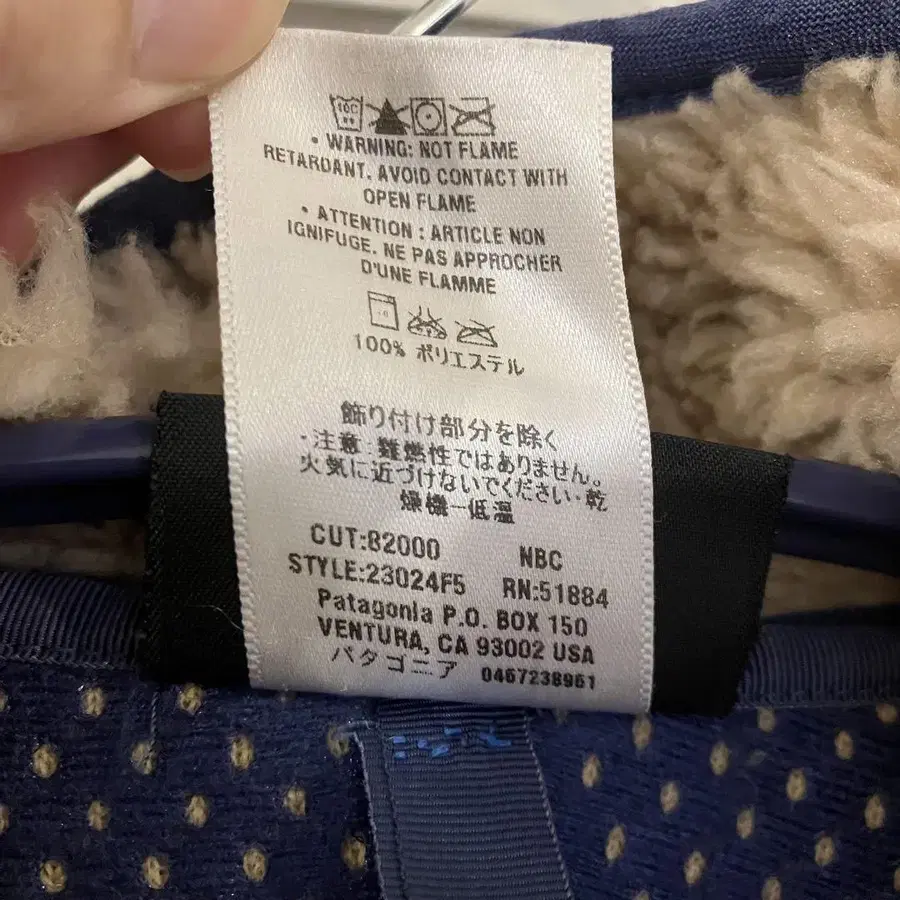 • WARNING: NOT FLAME
RETARDANT. AVOID CONTACT WITH
OPEN FLAME
• ATTENTION : ARTICLE NON
IGNIFUGE. NE PAS APPROCHER
D'UNE FLAMME
100% ポリエステル
飾り付け部分を除く
・注意：難燃性ではありません。
火気に近づけないでください・乾
燥機ー低温
CUT:82000 NBC
STYLE:23024F5 RN:51884
Patagonia P.O. BOX 150
VENTURA, CA 93002 USA
パタゴニア 0467238961